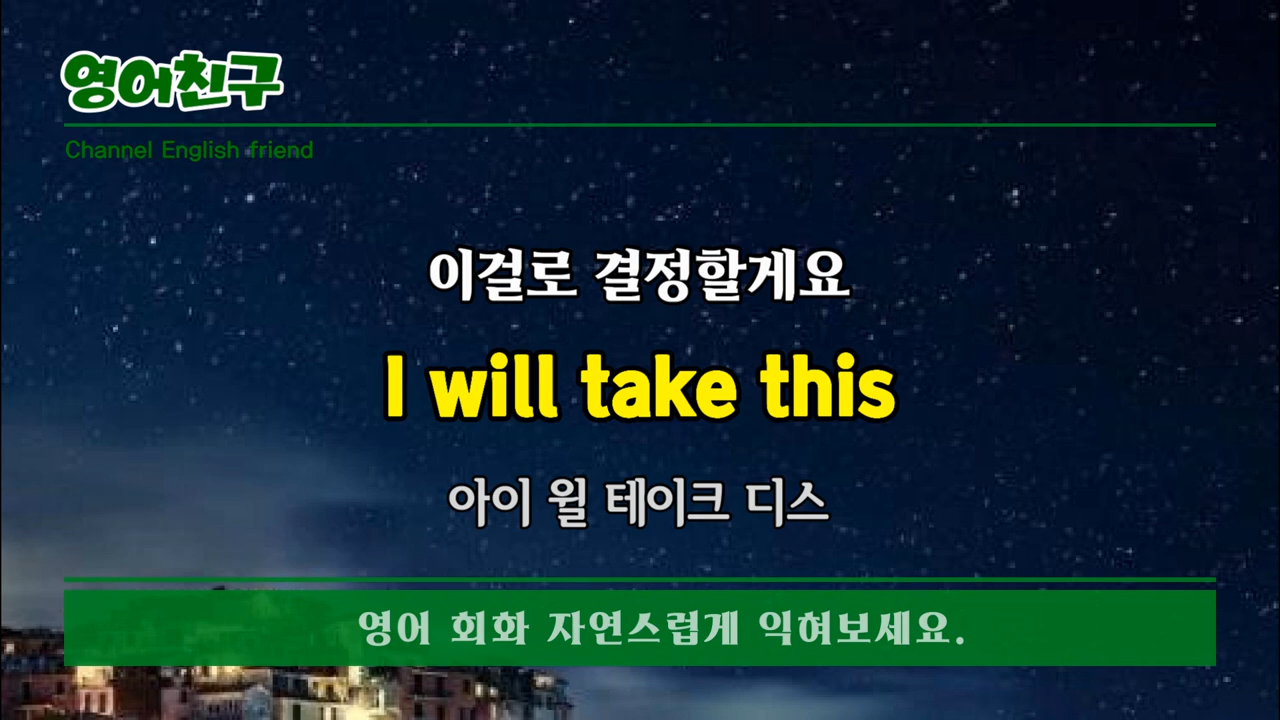 영어친구
Channel English friend
이걸로 결정할게요
I will take this
아이 윌 테이크 디스
영어 회화 자연스럽게 익혀보세요.